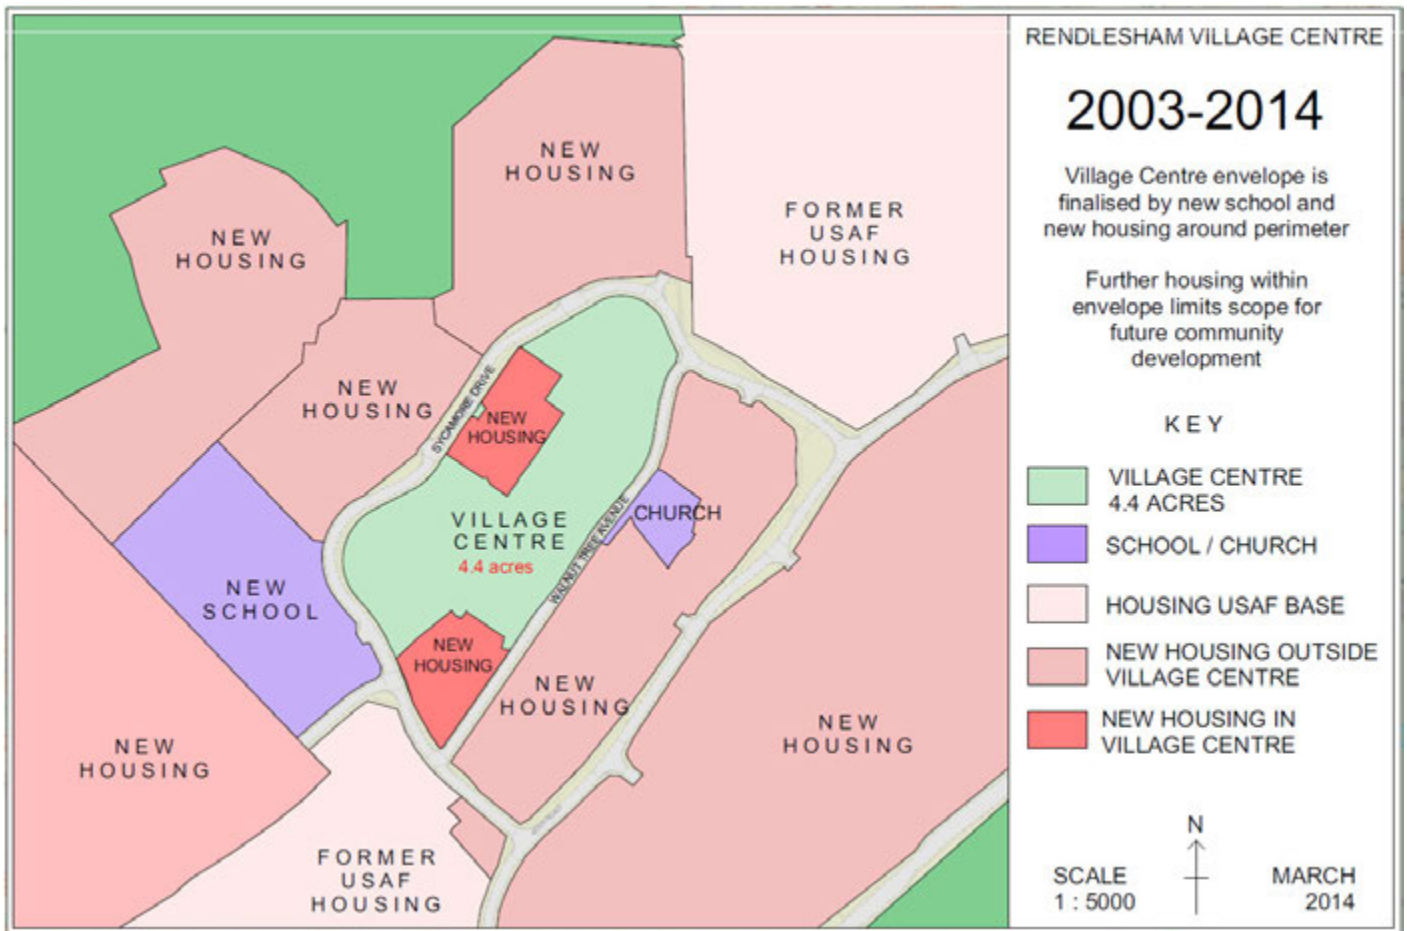 RENDLESHAM VILLAGE CENTRE
2003-2014
Village Centre envelope is
finalised by new school and
new housing around perimeter
Further housing within
envelope limits scope for
future community
development
KEY
VILLAGE CENTRE
4.4 ACRES
SCHOOL / CHURCH
HOUSING USAF BASE
NEW HOUSING OUTSIDE
VILLAGE CENTRE
NEW HOUSING IN
VILLAGE CENTRE
N
SCALE
1 : 5000
MARCH
2014
NEW
HOUSING
NEW
HOUSING
FORMER
USAF
HOUSING
NEW
HOUSING
SYCAMORE DRIVE
NEW
HOUSING
VILLAGE
CENTRE
4.4 acres
WALNUT TREE AVENUE
CHURCH
NEW
SCHOOL
NEW
HOUSING
NEW
HOUSING
NEW
HOUSING
NEW
HOUSING
FORMER
USAF
HOUSING